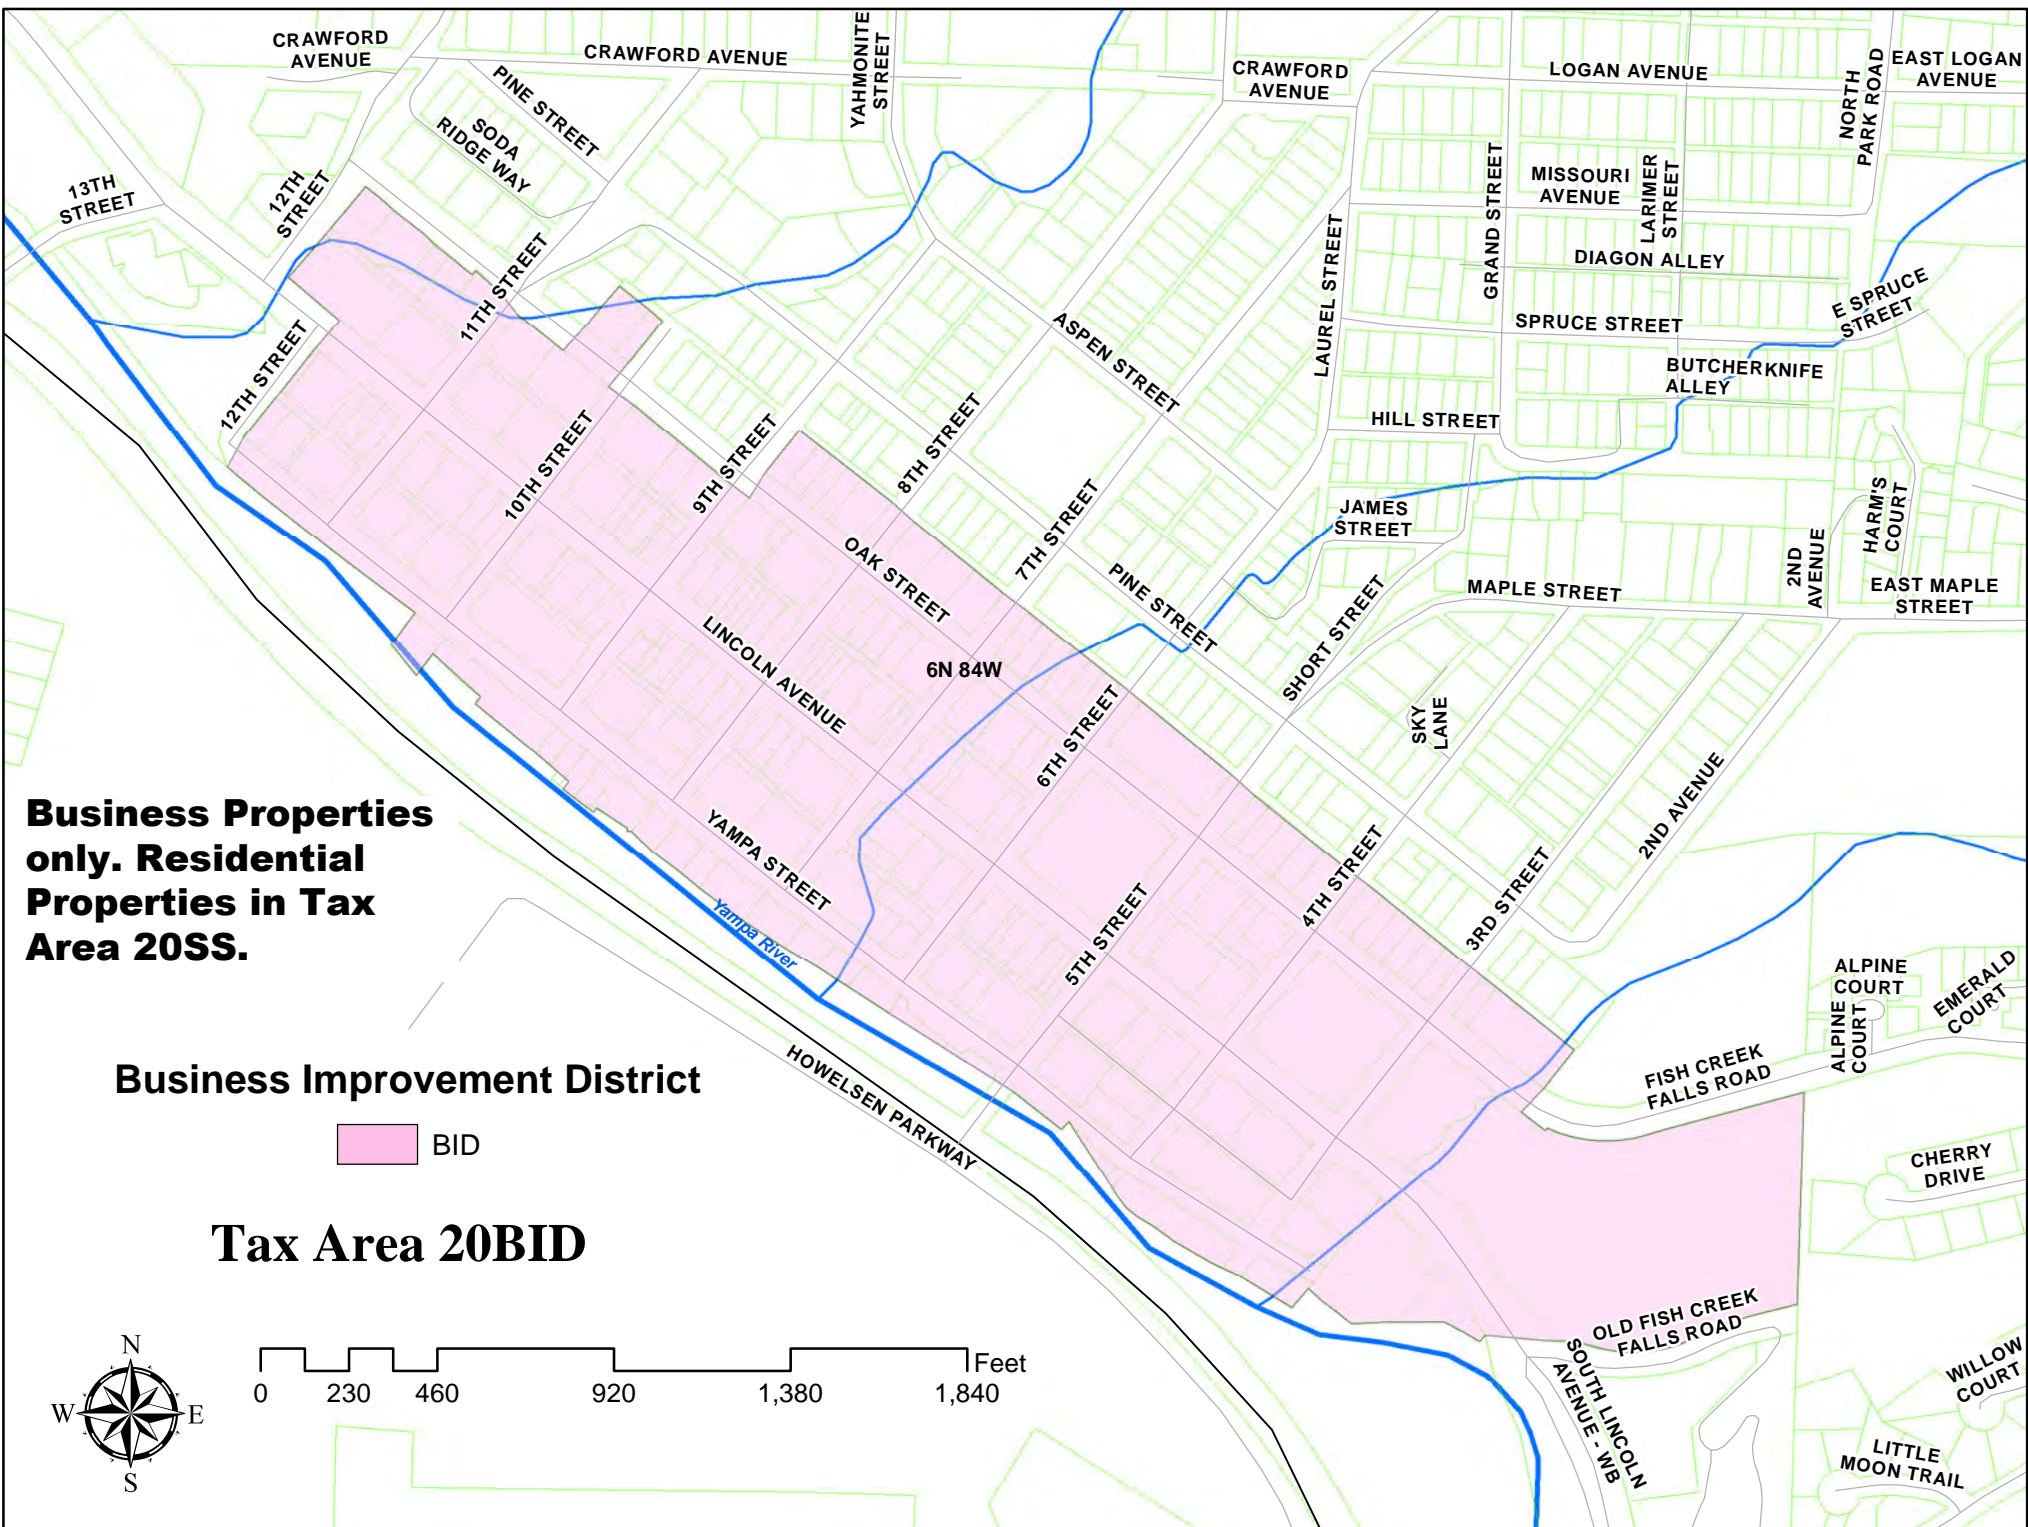 CRAWFORD
AVENUE
CRAWFORD AVENUE
YAHMONITE
STREET
CRAWFORD
AVENUE
LOGAN AVENUE
NORTH
PARK ROAD
EAST LOGAN
AVENUE
PINE STREET
SODA
RIDGE WAY
13TH
STREET
12TH
STREET
GRAND STREET
MISSOURI
AVENUE
LARIMER
STREET
LAUREL STREET
DIAGON ALLEY
11TH STREET
E SPRUCE
STREET
SPRUCE STREET
ASPEN STREET
12TH STREET
BUTCHERKNIFE
ALLEY
HILL STREET
10TH STREET
9TH STREET
8TH STREET
7TH STREET
JAMES
STREET
HARM'S
COURT
2ND
AVENUE
OAK STREET
PINE STREET
SHORT STREET
MAPLE STREET
EAST MAPLE
STREET
LINCOLN AVENUE
6N 84W
6TH STREET
SKY
LANE
2ND AVENUE
Business Properties
only. Residential
Properties in Tax
Area 20SS.
YAMPA STREET
Yampa River
5TH STREET
4TH STREET
3RD STREET
ALPINE
COURT
EMERALD
COURT
ALPINE
COURT
HOWELSEN PARKWAY
FISH CREEK
FALLS ROAD
Business Improvement District
BID
CHERRY
DRIVE
Tax Area 20BID
OLD FISH CREEK
FALLS ROAD
SOUTH LINCOLN
AVENUE - WB
WILLOW
COURT
LITTLE
MOON TRAIL
N
W
E
S
0
230
460
920
1,380
1,840
Feet